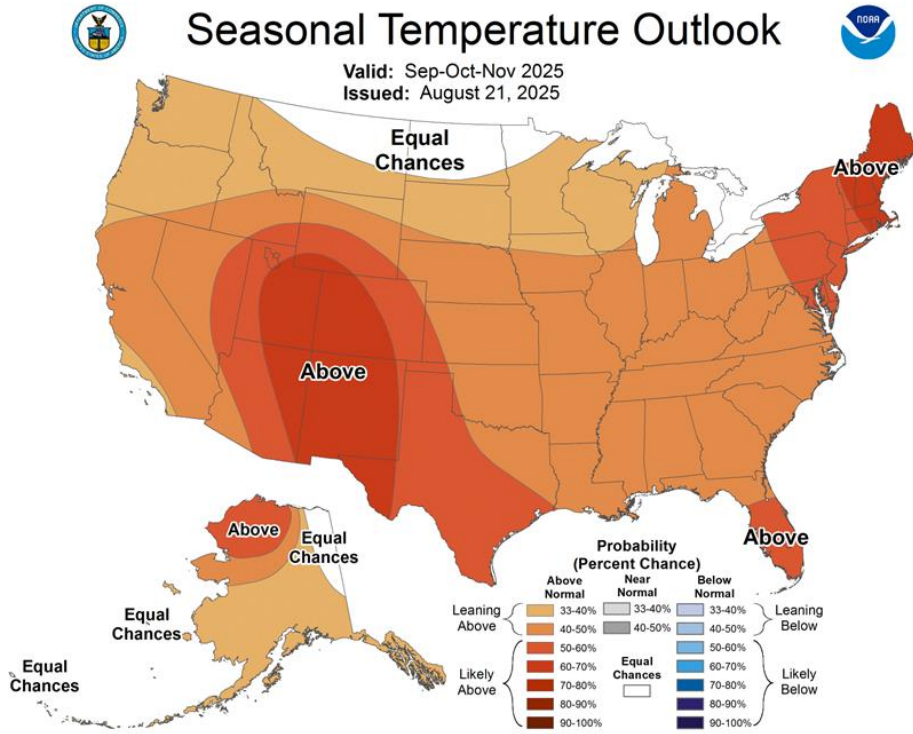 Seasonal Temperature Outlook
NOAA
Valid: Sep-Oct-Nov 2025
Issued: August 21, 2025
Equal
Chances
Above
Above
Above
Above
Equal
Chances
Equal
Chances
Equal
Chances
Probability
(Percent Chance)
Above
Normal
Near
Normal
Below
Normal
Leaning
Above
33-40%
40-50%
33-40%
40-50%
33-40%
40-50%
Leaning
Below
Likely
Above
50-60%
60-70%
70-80%
80-90%
90-100%
Equal
Chances
50-60%
60-70%
70-80%
80-90%
90-100%
Likely
Below